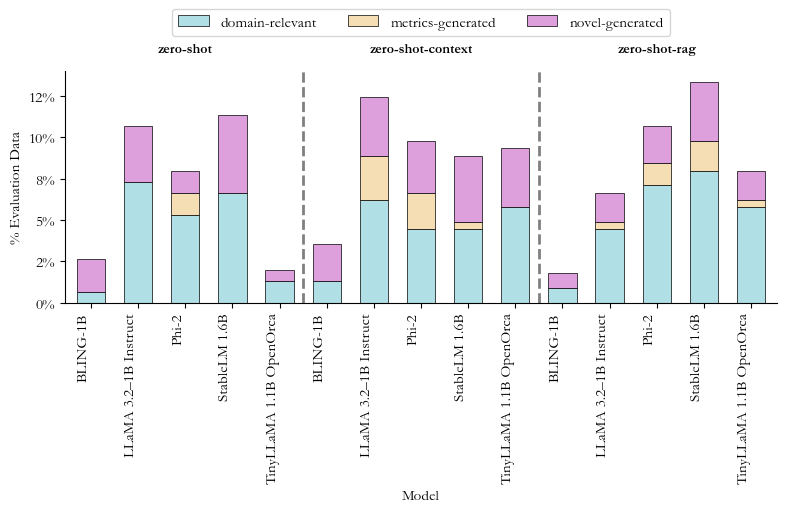 domain-relevant metrics-generated novel-generated
zero-shot zero-shot-context zero-shot-rag
12%
10%
8%
5%
2%
0%
% Evaluation Data
BLING-1B
LLaMA 3.2–1B Instruct
Phi-2
StableLM 1.6B
TinyLLaMA 1.1B OpenOrca
BLING-1B
LLaMA 3.2–1B Instruct
Phi-2
StableLM 1.6B
TinyLLaMA 1.1B OpenOrca
BLING-1B
LLaMA 3.2–1B Instruct
Phi-2
StableLM 1.6B
TinyLLaMA 1.1B OpenOrca
Model